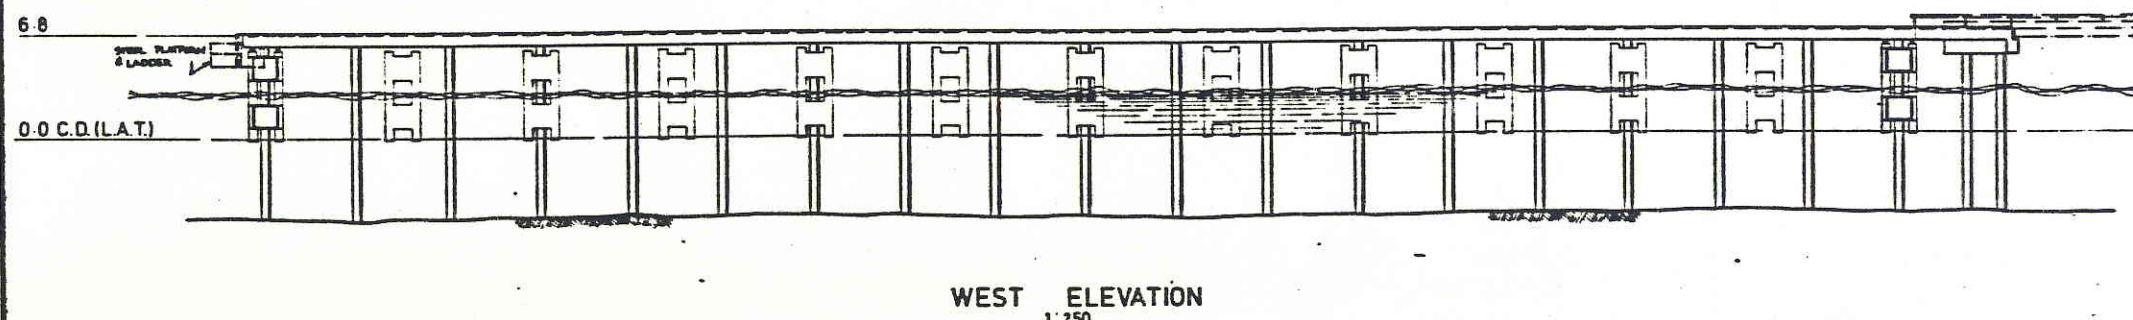 6·8
STEEL PLATFORM
& LADDER
0·0 C.D. (L.A.T.)
WEST ELEVATION
1:250